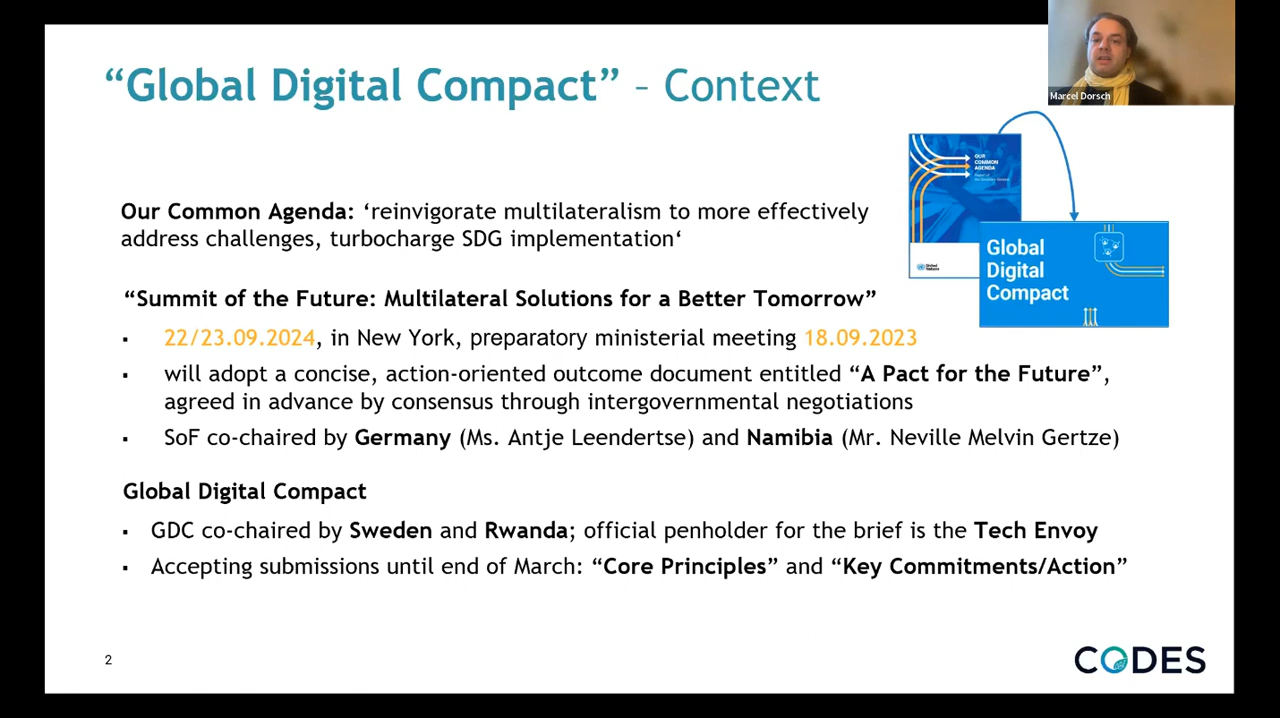 “Global Digital Compact” – Context
Marcel Dorsch
OUR
COMMON
AGENDA
United
Nations
Global
Digital
Compact
Our Common Agenda: ‘reinvigorate multilateralism to more effectively
address challenges, turbocharge SDG implementation‘
“Summit of the Future: Multilateral Solutions for a Better Tomorrow”
▪ 22/23.09.2024, in New York, preparatory ministerial meeting 18.09.2023
▪ will adopt a concise, action-oriented outcome document entitled “A Pact for the Future”,
agreed in advance by consensus through intergovernmental negotiations
▪ SoF co-chaired by Germany (Ms. Antje Leendertse) and Namibia (Mr. Neville Melvin Gertze)
Global Digital Compact
▪ GDC co-chaired by Sweden and Rwanda; official penholder for the brief is the Tech Envoy
▪ Accepting submissions until end of March: “Core Principles” and “Key Commitments/Action”
2
CODES